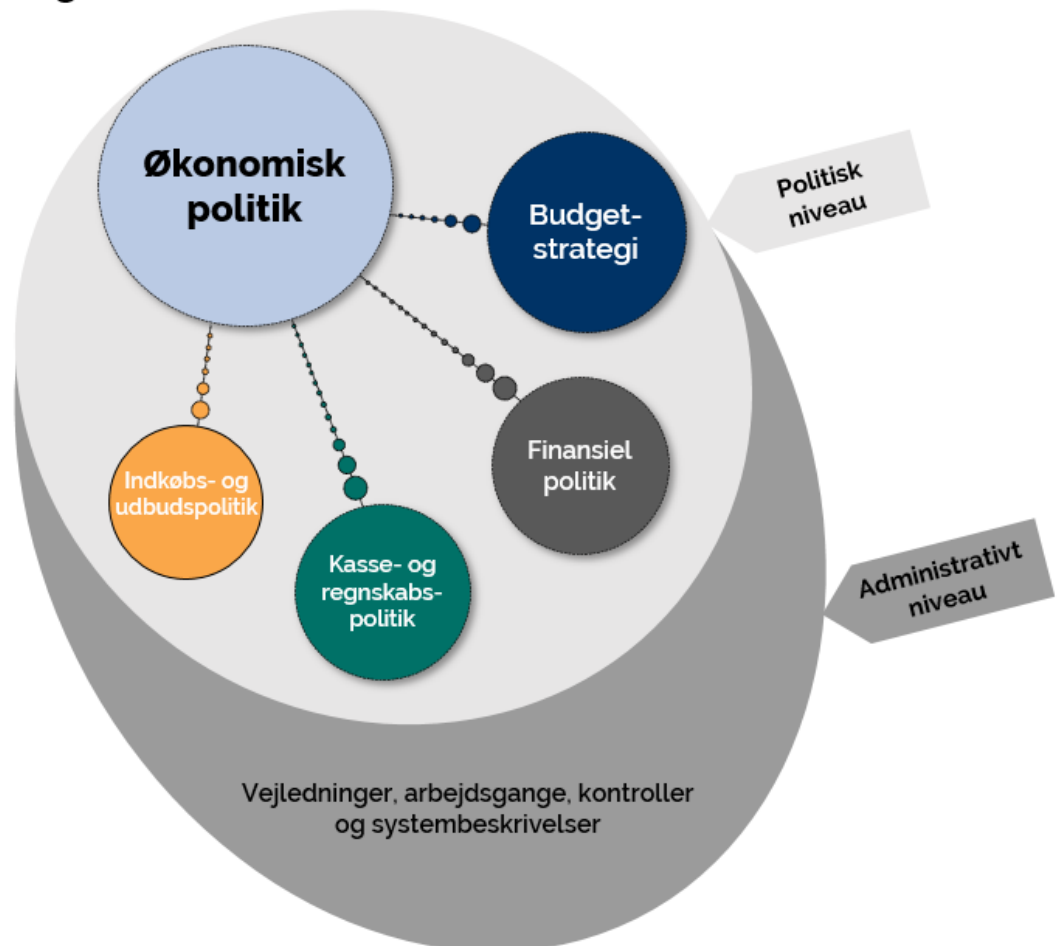 Økonomisk
politik
Budget-
strategi
Politisk
niveau
Finansiel
politik
Indkøbs- og
udbudspolitik
Kasse- og
regnskabs-
politik
Administrativt
niveau
Vejledninger, arbejdsgange, kontroller
og systembeskrivelser